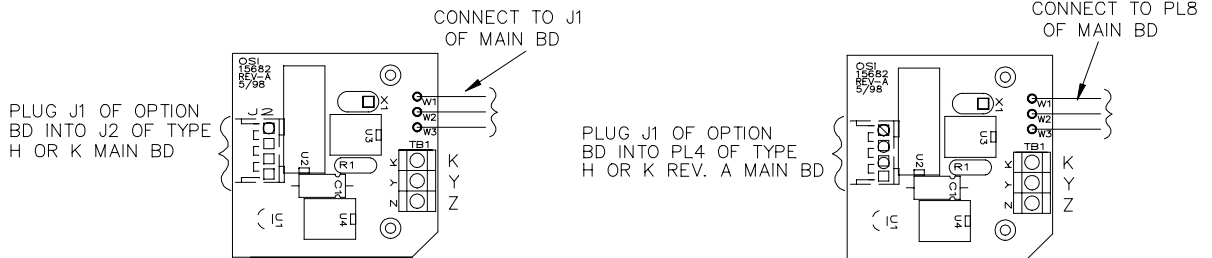 CONNECT TO J1
OF MAIN BD
OSI
15682
REV-A
5/98
PLUG J1 OF OPTION
BD INTO J2 OF TYPE
H OR K MAIN BD
X1
W1
W2
W3
U3
TB1
R1
U2
K
Y
Z
K
Y
Z
C1
U4
U1
CONNECT TO PL8
OF MAIN BD
OSI
15682
REV-A
5/98
PLUG J1 OF OPTION
BD INTO PL4 OF TYPE
H OR K REV. A MAIN BD
X1
W1
W2
W3
U3
TB1
R1
U2
K
Y
Z
K
Y
Z
U4